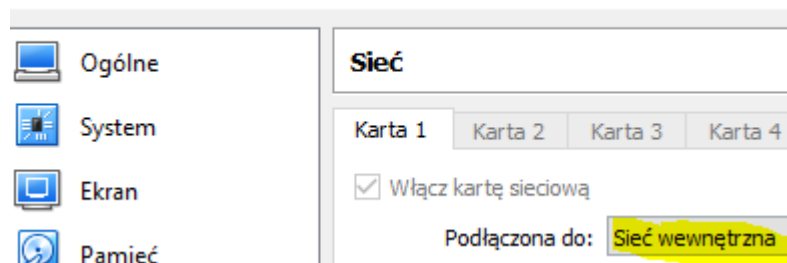 Ogólne
System
Ekran
Pamięć
Sieć
Karta 1 Karta 2 Karta 3 Karta 4
Włącz kartę sieciową
Podłączona do: Sieć wewnętrzna